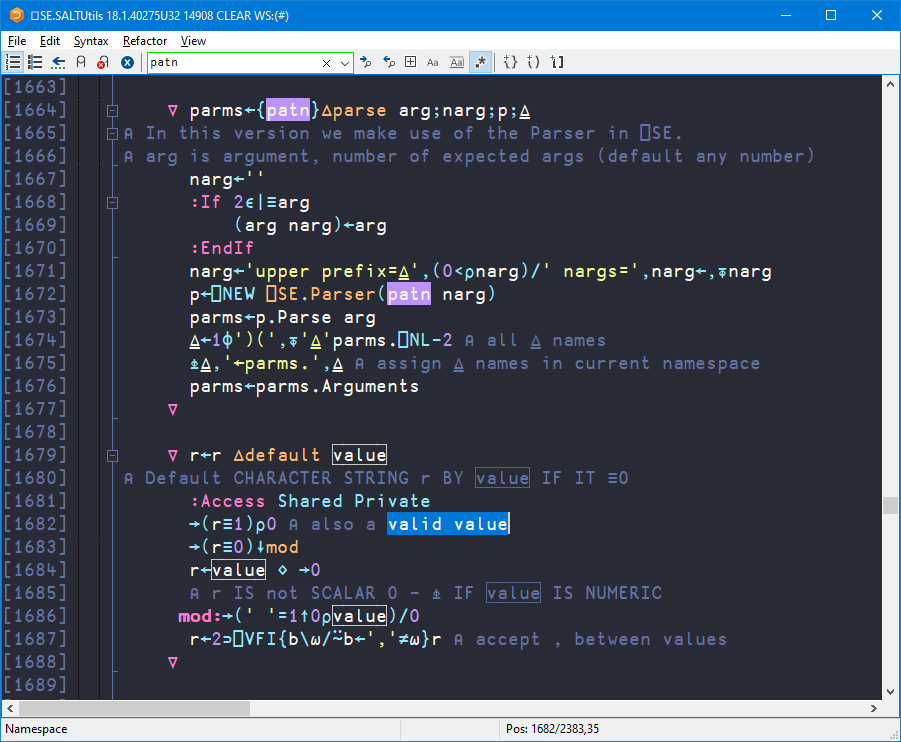 ⎕SE.SALTUtils 18.1.40275U32 14908 CLEAR WS:(#)
File Edit Syntax Refactor View
patn
[1663]
[1664] ∇ parms←{patn}∆parse arg;narg;p;⍙
[1665] ⍝ In this version we make use of the Parser in ⎕SE.
[1666] ⍝ arg is argument, number of expected args (default any number)
[1667] narg←''
[1668] :If 2∊|≡arg
[1669] (arg narg)←arg
[1670] :EndIf
[1671] narg←'upper prefix=⍙',(0<⍴narg)/' nargs=',narg←,⍕narg
[1672] p←⎕NEW ⎕SE.Parser(patn narg)
[1673] parms←p.Parse arg
[1674] ⍙←1⌽')(',⍕'⍙'parms.⎕NL-2 ⍝ all ⍙ names
[1675] ⍎⍙,'←parms.',⍙ ⍝ assign ⍙ names in current namespace
[1676] parms←parms.Arguments
[1677] ∇
[1678]
[1679] ∇ r←r ∆default value
[1680] ⍝ Default CHARACTER STRING r BY value IF IT ≡0
[1681] :Access Shared Private
[1682] →(r≡1)⍴0 ⍝ also a valid value
[1683] →(r≡0)↓mod
[1684] r←value ⋄ →0
[1685] ⍝ r IS not SCALAR 0 - ⍎ IF value IS NUMERIC
[1686] mod:→(' '=1↑0⍴value)/0
[1687] r←2⊃⎕VFI{b\⍵/⍨b←','≠⍵}r ⍝ accept , between values
[1688] ∇
[1689]
Namespace Pos: 1682/2383,35